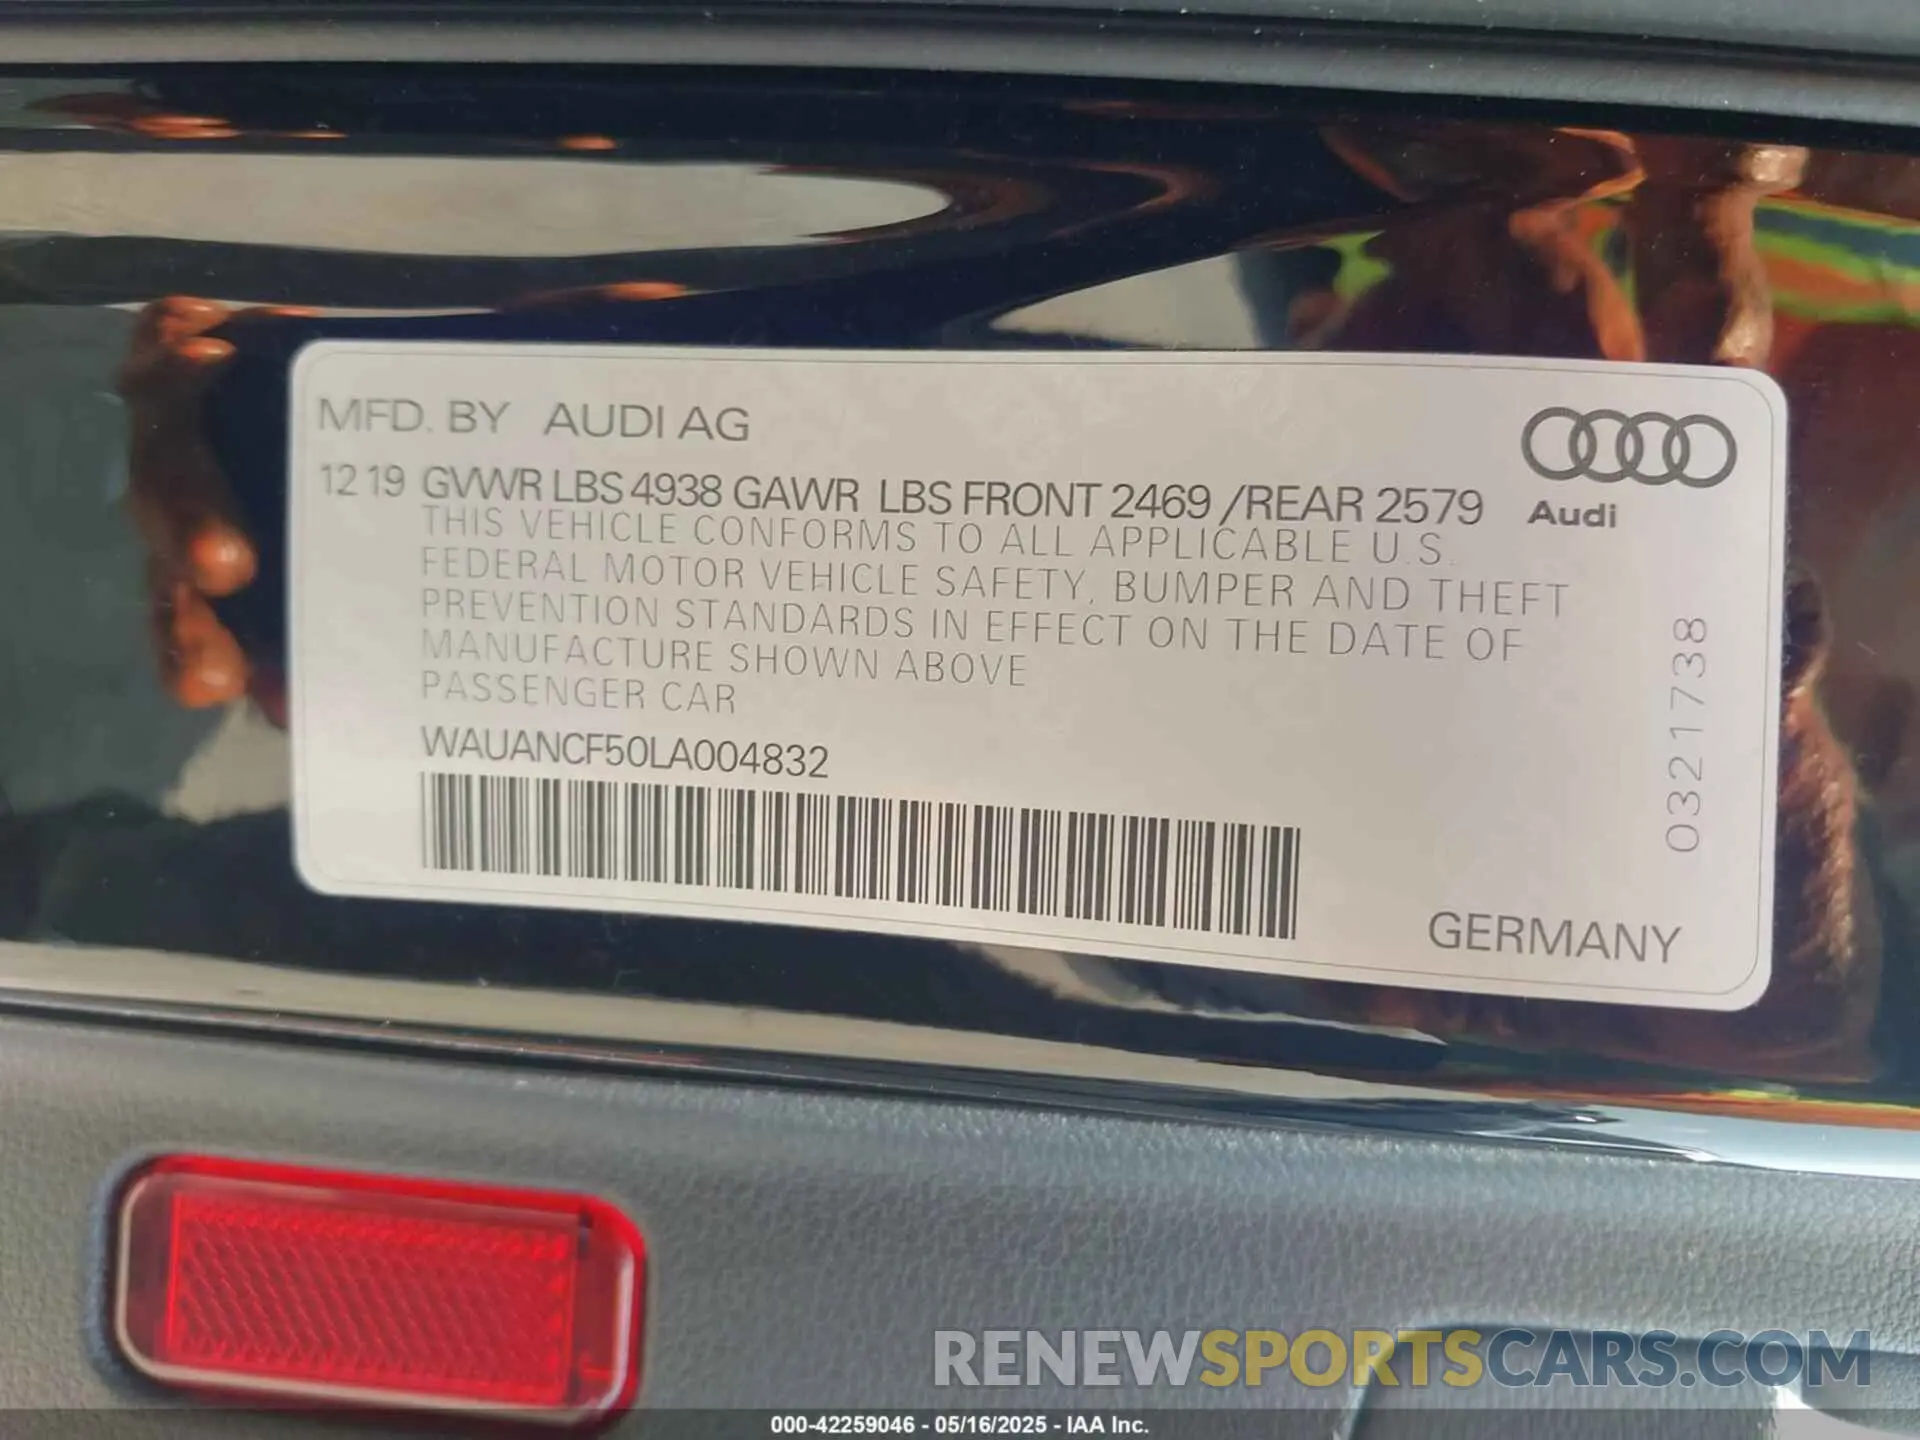 MFD. BY AUDI AG
12 19 GVWR LBS 4938 GAWR LBS FRONT 2469 /REAR 2579
THIS VEHICLE CONFORMS TO ALL APPLICABLE U.S.
FEDERAL MOTOR VEHICLE SAFETY, BUMPER AND THEFT
PREVENTION STANDARDS IN EFFECT ON THE DATE OF
MANUFACTURE SHOWN ABOVE
PASSENGER CAR
WAUANCF50LA004832
Audi
0321738
GERMANY
RENEWSPORTSCARS.COM
000-42259046 - 05/16/2025 - IAA Inc.